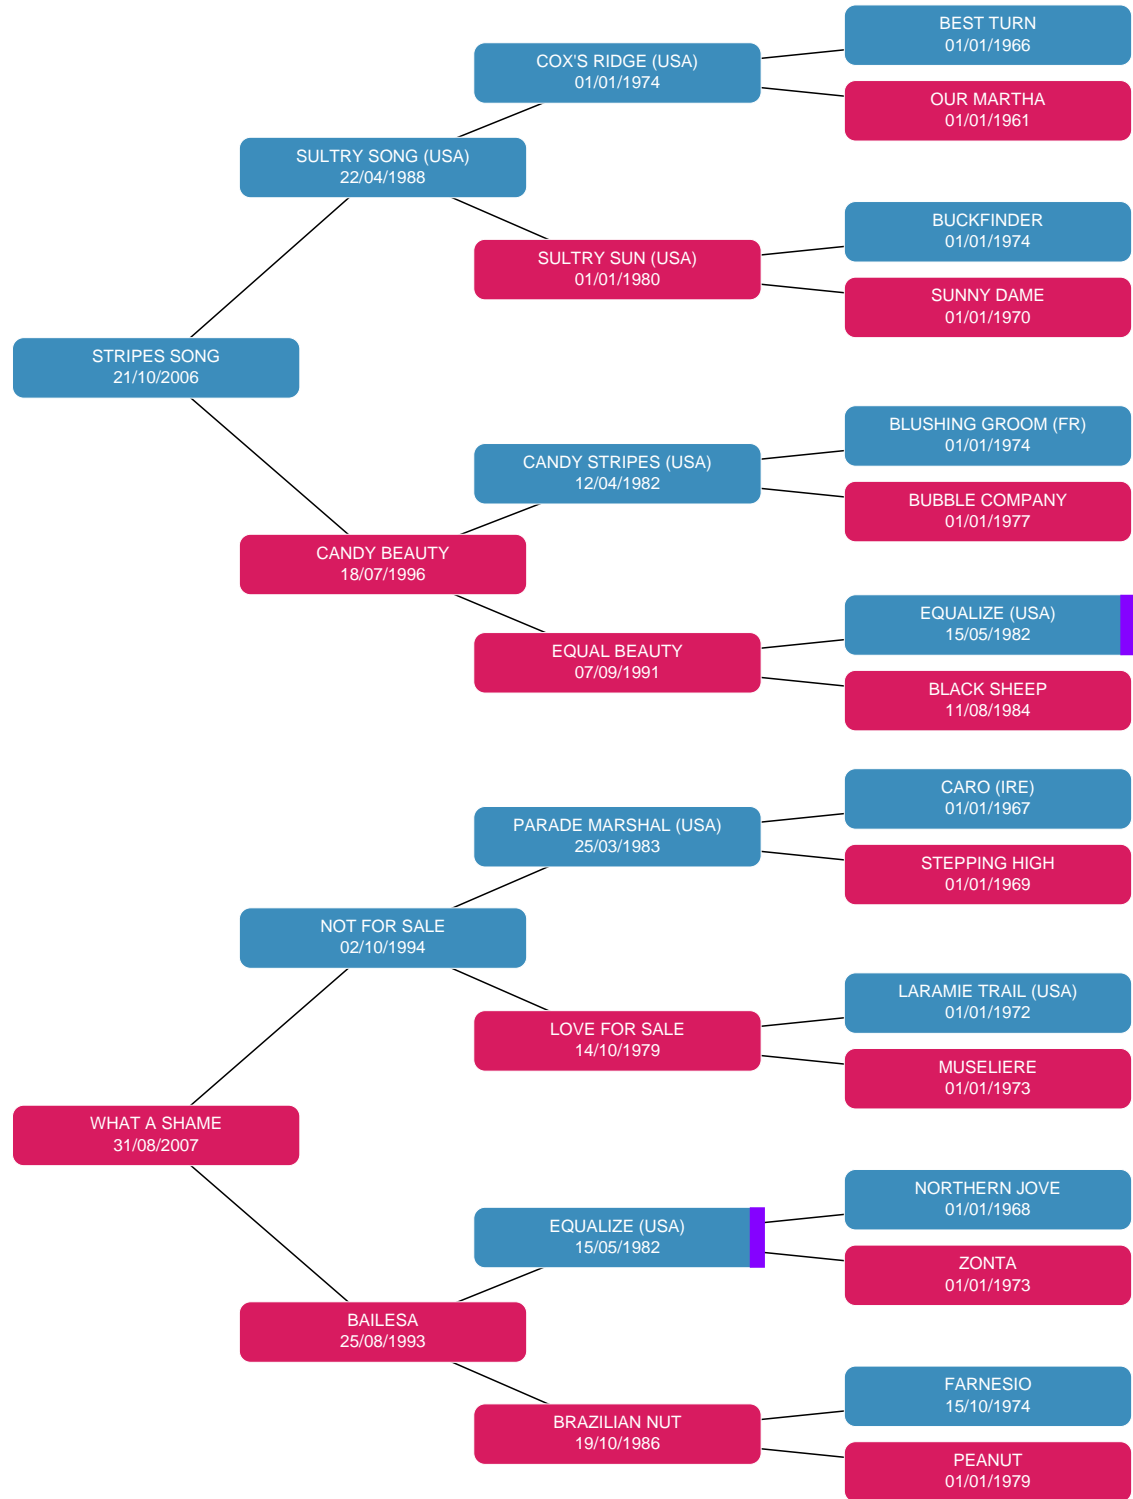 BEST TURN
01/01/1966
COX'S RIDGE (USA)
01/01/1974
OUR MARTHA
01/01/1961
SULTRY SONG (USA)
22/04/1988
BUCKFINDER
01/01/1974
SULTRY SUN (USA)
01/01/1980
SUNNY DAME
01/01/1970
STRIPES SONG
21/10/2006
BLUSHING GROOM (FR)
01/01/1974
CANDY STRIPES (USA)
12/04/1982
BUBBLE COMPANY
01/01/1977
CANDY BEAUTY
18/07/1996
EQUALIZE (USA)
15/05/1982
EQUAL BEAUTY
07/09/1991
BLACK SHEEP
11/08/1984
CARO (IRE)
01/01/1967
PARADE MARSHAL (USA)
25/03/1983
STEPPING HIGH
01/01/1969
NOT FOR SALE
02/10/1994
LARAMIE TRAIL (USA)
01/01/1972
LOVE FOR SALE
14/10/1979
MUSELIERE
01/01/1973
WHAT A SHAME
31/08/2007
NORTHERN JOVE
01/01/1968
EQUALIZE (USA)
15/05/1982
ZONTA
01/01/1973
BAILESA
25/08/1993
FARNESIO
15/10/1974
BRAZILIAN NUT
19/10/1986
PEANUT
01/01/1979